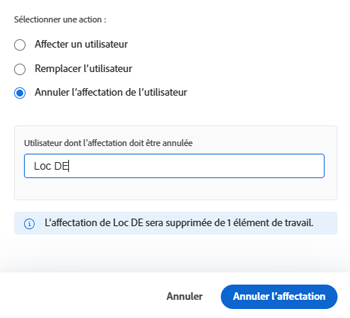 Sélectionner une action :
Affecter un utilisateur
Remplacer l’utilisateur
Annuler l’affectation de l’utilisateur
Utilisateur dont l’affectation doit être annulée
Loc DE
L’affectation de Loc DE sera supprimée de 1 élément de travail.
Annuler
Annuler l’affectation